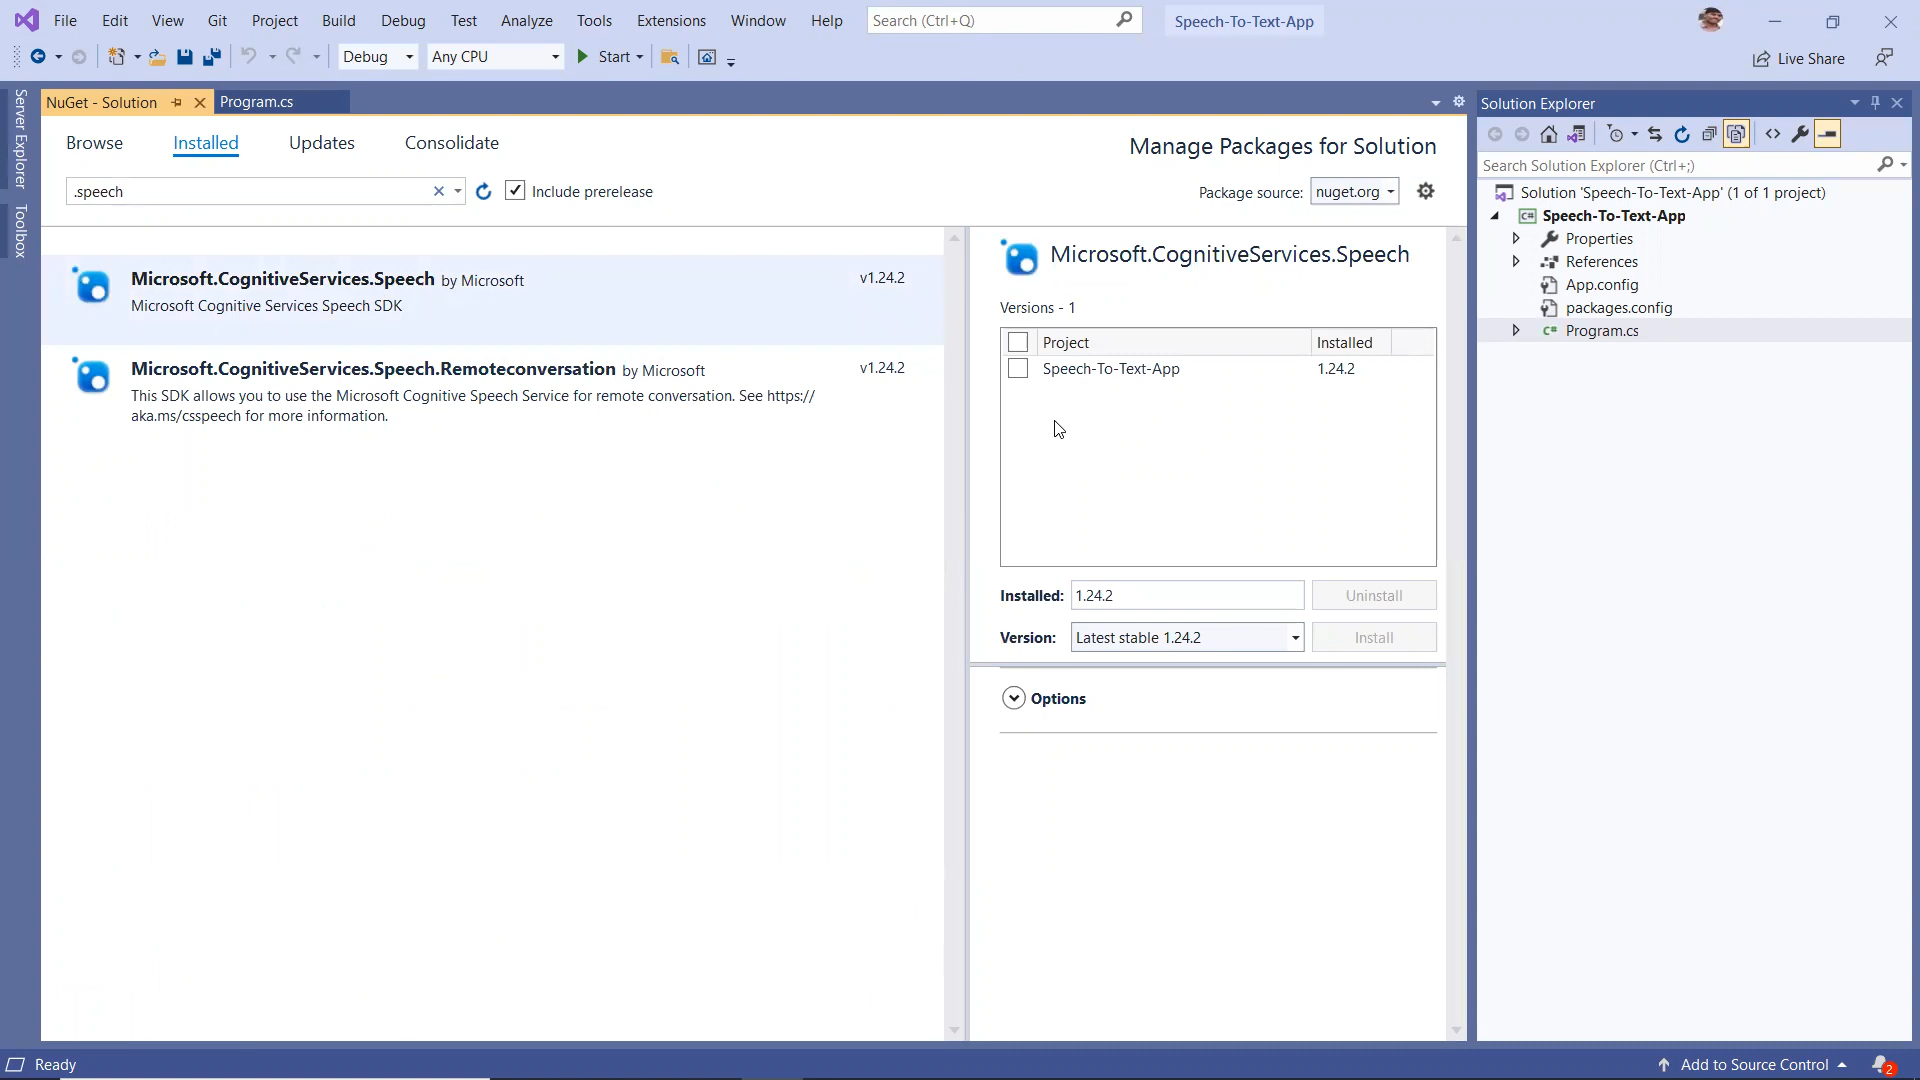 File Edit View Git Project Build Debug Test Analyze Tools Extensions Window Help Search (Ctrl+Q) Speech-To-Text-App
Debug Any CPU Start Live Share
Server Explorer
Toolbox
NuGet - Solution Program.cs
Browse Installed Updates Consolidate
Manage Packages for Solution
.speech Include prerelease
Package source: nuget.org
Microsoft.CognitiveServices.Speech by Microsoft v1.24.2
Microsoft Cognitive Services Speech SDK
Microsoft.CognitiveServices.Speech.Remoteconversation by Microsoft v1.24.2
This SDK allows you to use the Microsoft Cognitive Speech Service for remote conversation. See https://
aka.ms/csspeech for more information.
Microsoft.CognitiveServices.Speech
Versions - 1
Project Installed
Speech-To-Text-App 1.24.2
Installed: 1.24.2 Uninstall
Version: Latest stable 1.24.2 Install
Options
Solution Explorer
Search Solution Explorer (Ctrl+;)
Solution 'Speech-To-Text-App' (1 of 1 project)
C# Speech-To-Text-App
Properties
References
App.config
packages.config
C# Program.cs
Ready Add to Source Control 2